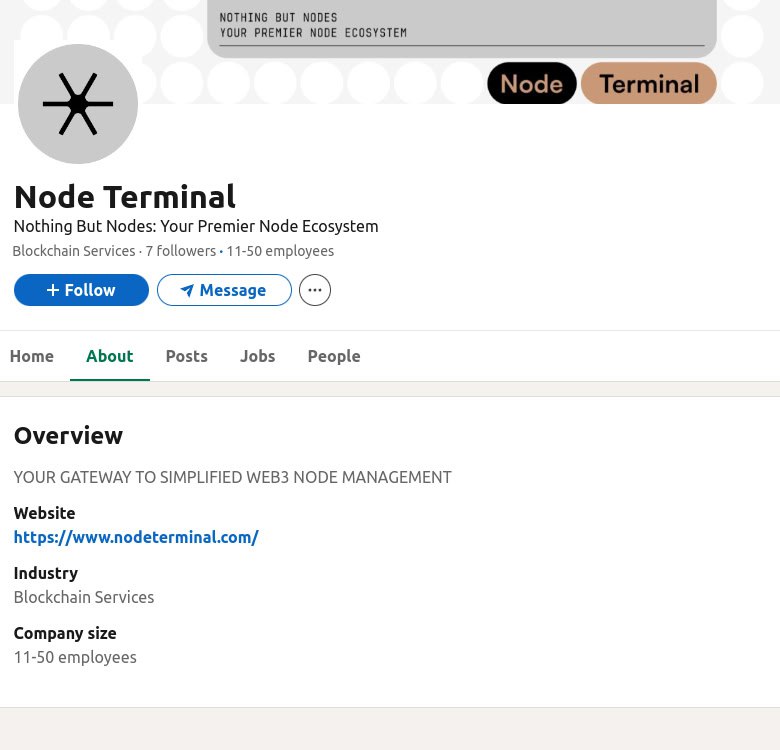 NOTHING BUT NODES
YOUR PREMIER NODE ECOSYSTEM
Node Terminal
Node Terminal
Nothing But Nodes: Your Premier Node Ecosystem
Blockchain Services · 7 followers • 11-50 employees
+ Follow Message ···
Home About Posts Jobs People
Overview
YOUR GATEWAY TO SIMPLIFIED WEB3 NODE MANAGEMENT
Website
https://www.nodeterminal.com/
Industry
Blockchain Services
Company size
11-50 employees